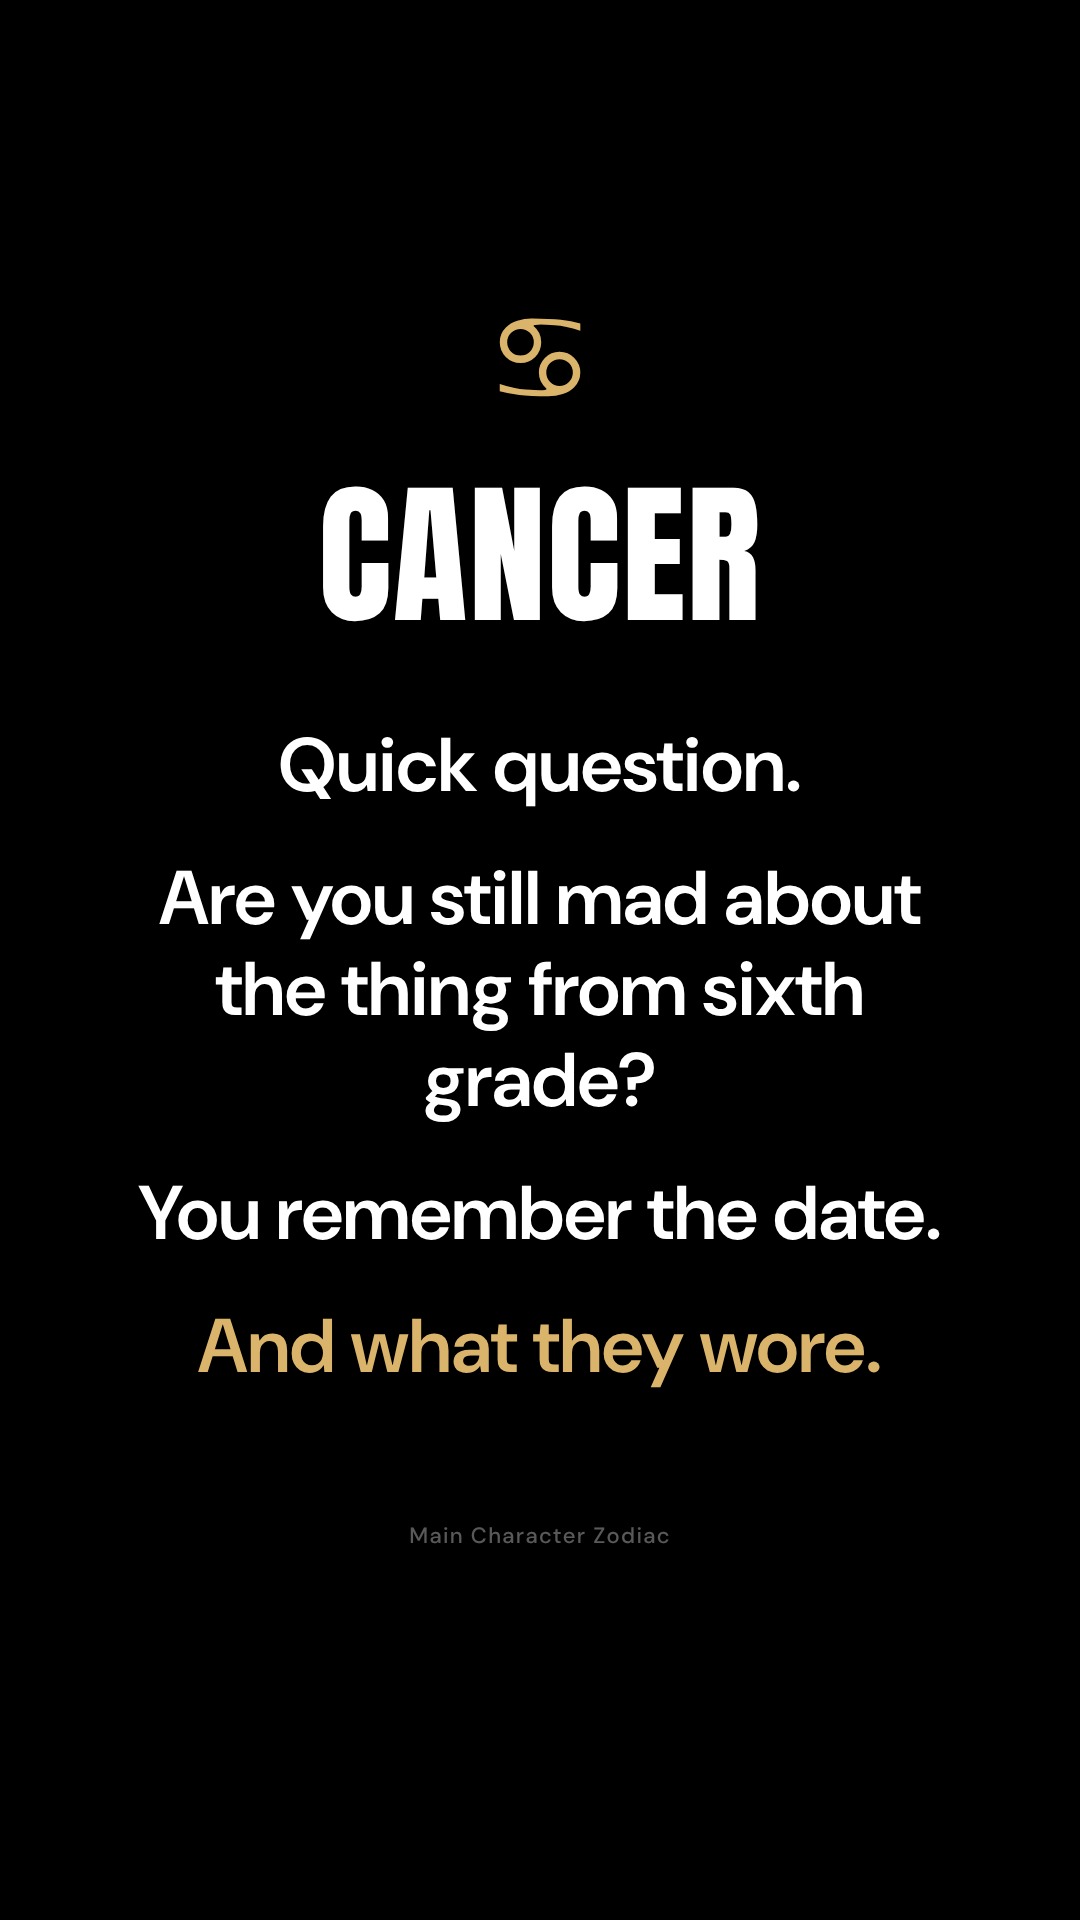 ♋
CANCER
Quick question.
Are you still mad about
the thing from sixth
grade?
You remember the date.
And what they wore.
Main Character Zodiac